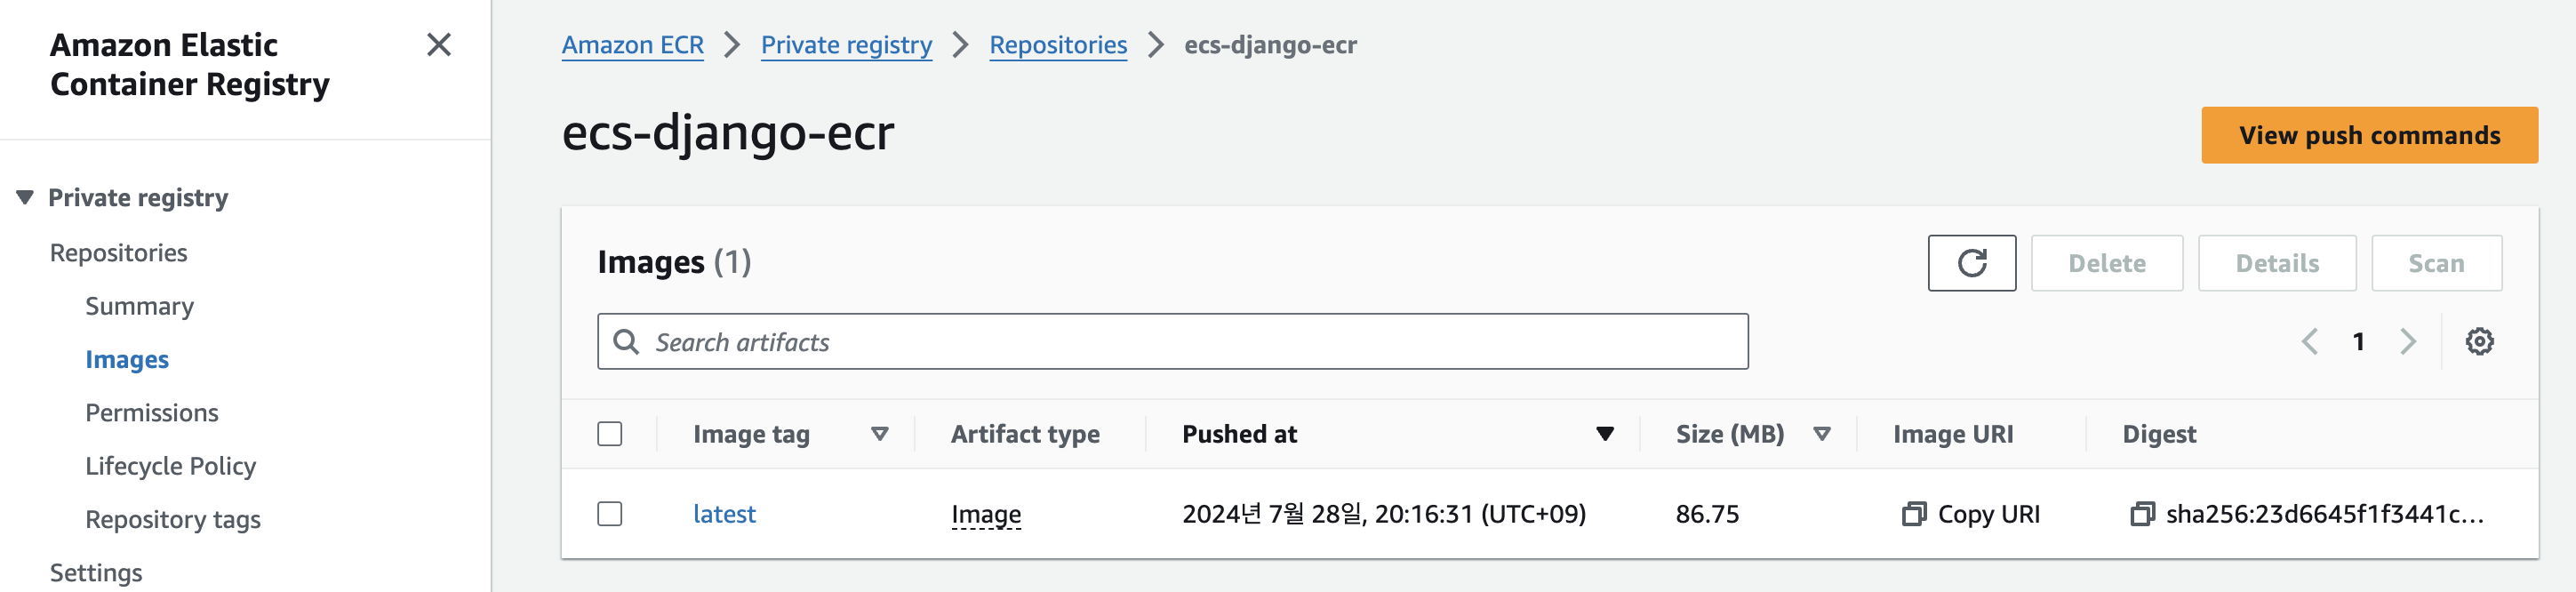 Amazon Elastic
Container Registry
Private registry
Repositories
Summary
Images
Permissions
Lifecycle Policy
Repository tags
Settings
Amazon ECR > Private registry > Repositories > ecs-django-ecr
ecs-django-ecr
View push commands
Images (1)
Delete
Details
Scan
Search artifacts
1
Image tag Artifact type Pushed at Size (MB) Image URI Digest
latest Image 2024년 7월 28일, 20:16:31 (UTC+09) 86.75 Copy URI sha256:23d6645f1f3441c...